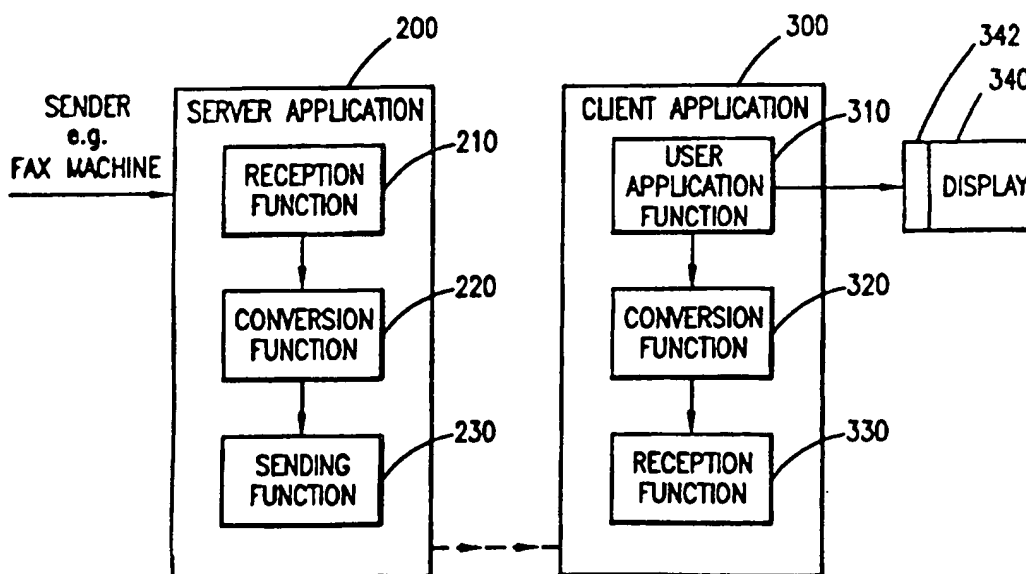 200
300
342
340
SENDER
e.g.
FAX MACHINE
SERVER APPLICATION
210
RECEPTION
FUNCTION
220
CONVERSION
FUNCTION
230
SENDING
FUNCTION
CLIENT APPLICATION
310
USER
APPLICATION
FUNCTION
DISPLAY
320
CONVERSION
FUNCTION
330
RECEPTION
FUNCTION